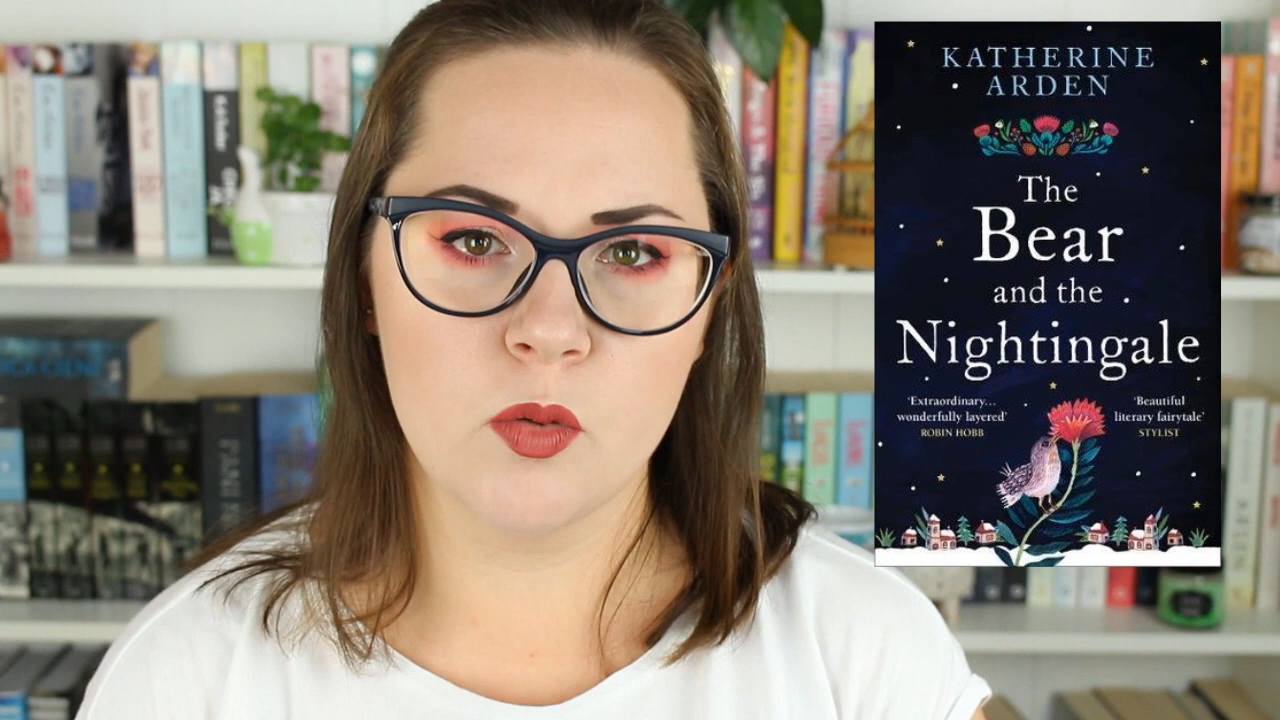 KATHERINE
ARDEN
The
Bear
and the
Nightingale
'Extraordinary…
wonderfully layered'
ROBIN HOBB
'Beautiful
literary fairytale'
STYLIST